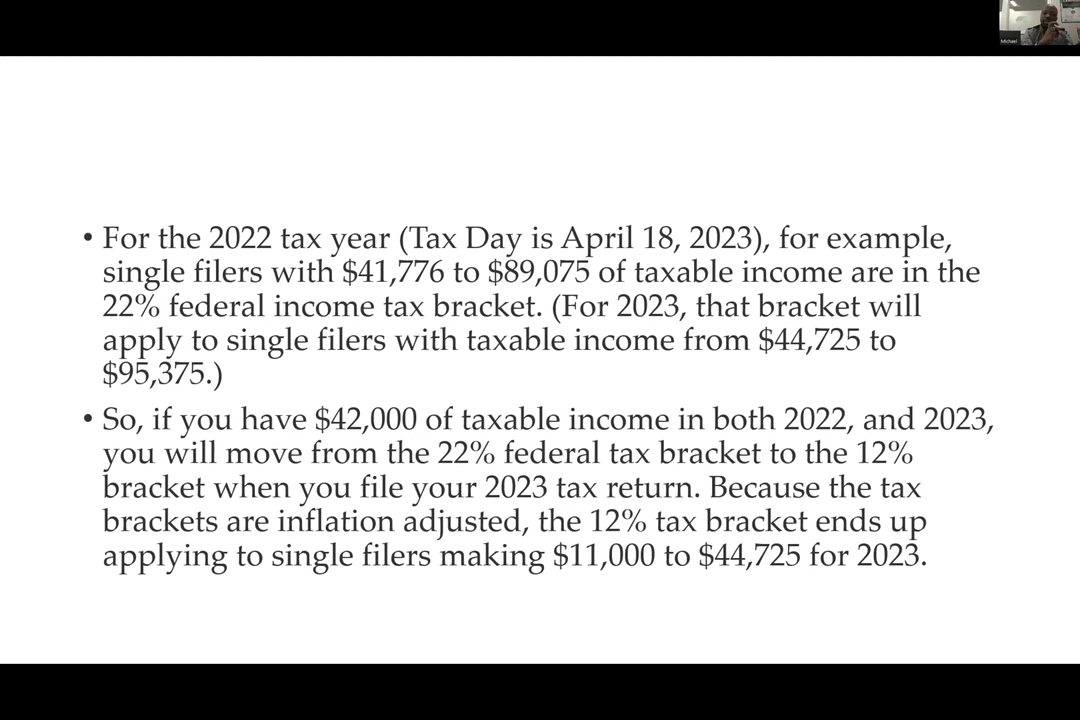 Michael
• For the 2022 tax year (Tax Day is April 18, 2023), for example,
single filers with $41,776 to $89,075 of taxable income are in the
22% federal income tax bracket. (For 2023, that bracket will
apply to single filers with taxable income from $44,725 to
$95,375.)
• So, if you have $42,000 of taxable income in both 2022, and 2023,
you will move from the 22% federal tax bracket to the 12%
bracket when you file your 2023 tax return. Because the tax
brackets are inflation adjusted, the 12% tax bracket ends up
applying to single filers making $11,000 to $44,725 for 2023.